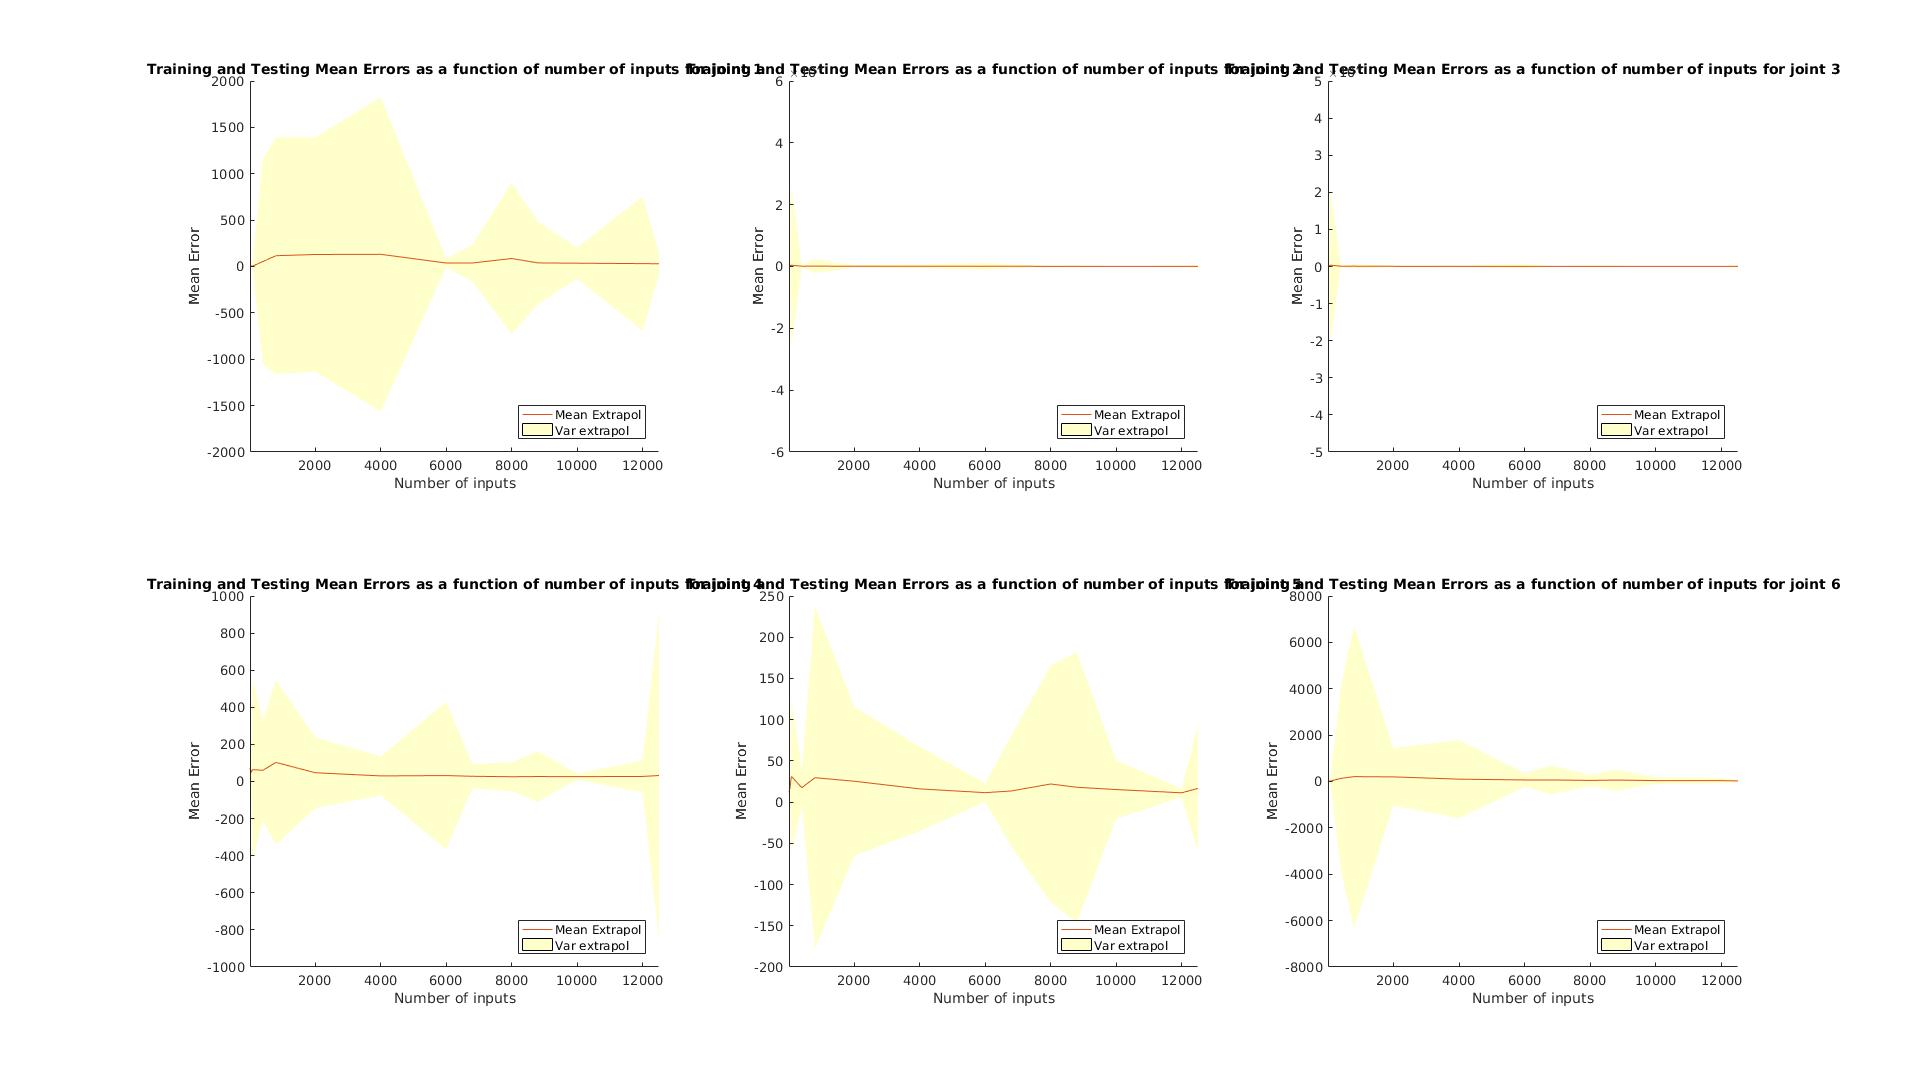 Training and Testing Mean Errors as a function of number of inputs for joint 1
2000
1500
1000
500
0
-500
-1000
-1500
-2000
Mean Error
2000 4000 6000 8000 10000 12000
Number of inputs
Mean Extrapol
Var extrapol
Training and Testing Mean Errors as a function of number of inputs for joint 2
6
4
2
0
-2
-4
-6
Mean Error
2000 4000 6000 8000 10000 12000
Number of inputs
Mean Extrapol
Var extrapol
Training and Testing Mean Errors as a function of number of inputs for joint 3
5
4
3
2
1
0
-1
-2
-3
-4
-5
Mean Error
2000 4000 6000 8000 10000 12000
Number of inputs
Mean Extrapol
Var extrapol
Training and Testing Mean Errors as a function of number of inputs for joint 4
1000
800
600
400
200
0
-200
-400
-600
-800
-1000
Mean Error
2000 4000 6000 8000 10000 12000
Number of inputs
Mean Extrapol
Var extrapol
Training and Testing Mean Errors as a function of number of inputs for joint 5
250
200
150
100
50
0
-50
-100
-150
-200
Mean Error
2000 4000 6000 8000 10000 12000
Number of inputs
Mean Extrapol
Var extrapol
Training and Testing Mean Errors as a function of number of inputs for joint 6
8000
6000
4000
2000
0
-2000
-4000
-6000
-8000
Mean Error
2000 4000 6000 8000 10000 12000
Number of inputs
Mean Extrapol
Var extrapol